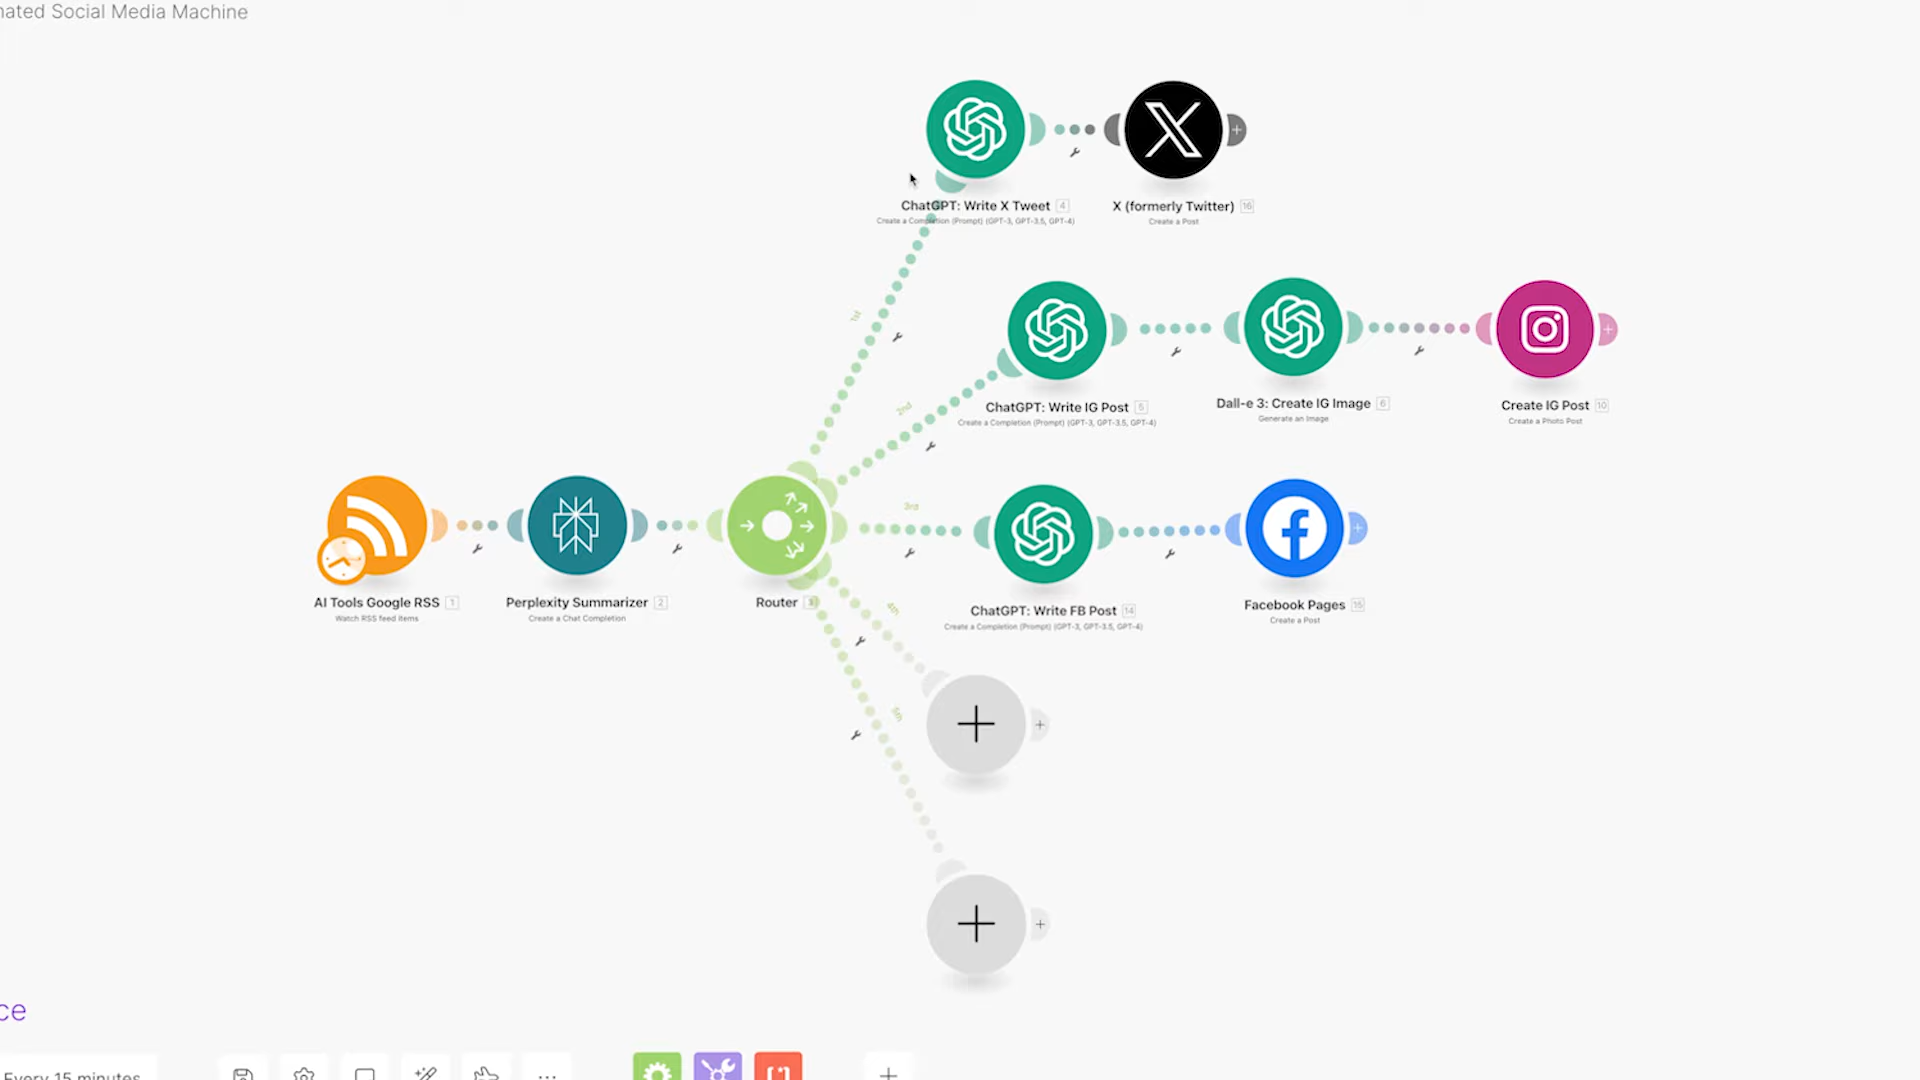 nated Social Media Machine
ChatGPT: Write X Tweet 4
Create a Completion (Prompt) (GPT-3, GPT-3.5, GPT-4)
X (formerly Twitter) 16
Create a Post
1st
2nd
ChatGPT: Write IG Post 5
Create a Completion (Prompt) (GPT-3, GPT-3.5, GPT-4)
Dall-e 3: Create IG Image 6
Generate an Image
Create IG Post 10
Create a Photo Post
3rd
AI Tools Google RSS 1
Watch RSS feed items
Perplexity Summarizer 2
Create a Chat Completion
Router 3
ChatGPT: Write FB Post 14
Create a Completion (Prompt) (GPT-3, GPT-3.5, GPT-4)
Facebook Pages 15
Create a Post
4th
5th
ce
Every 15 minutes